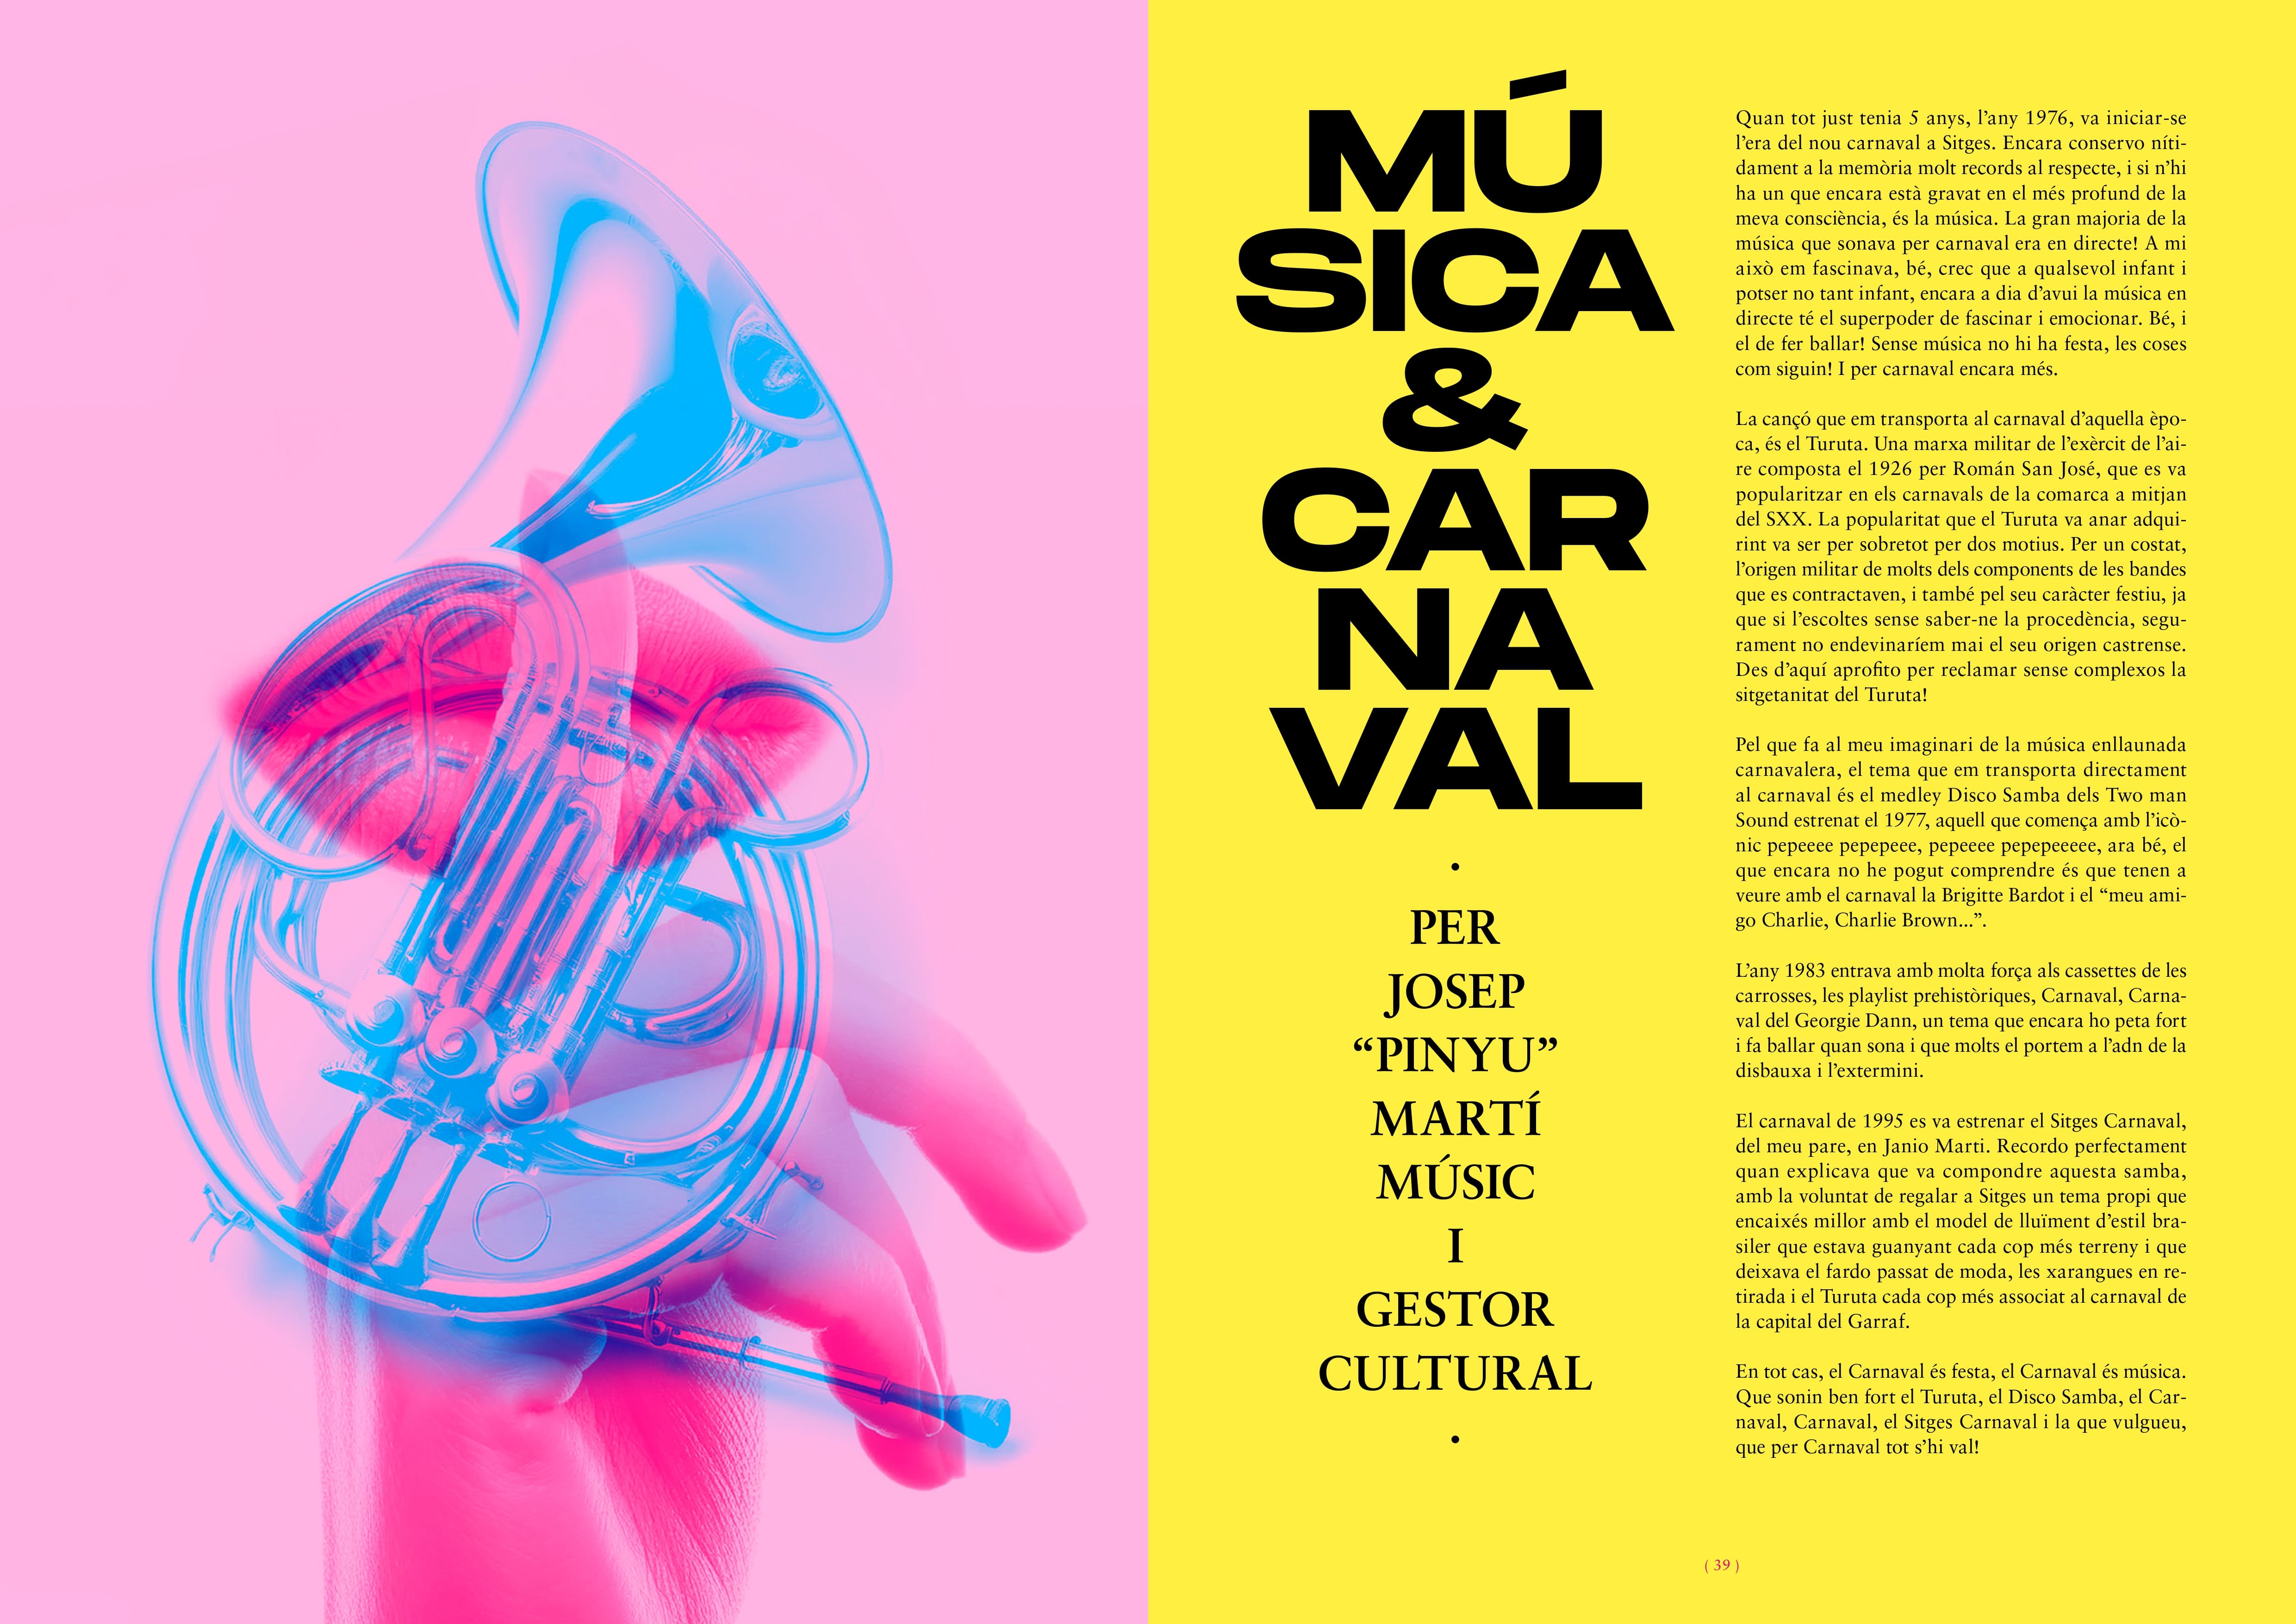 MÚ
SICA
&
CAR
NA
VAL
·
PER
JOSEP
“PINYU”
MARTÍ
MÚSIC
I
GESTOR
CULTURAL
·
Quan tot just tenia 5 anys, l’any 1976, va iniciar-se
l’era del nou carnaval a Sitges. Encara conservo níti-
dament a la memòria molt records al respecte, i si n’hi
ha un que encara està gravat en el més profund de la
meva consciència, és la música. La gran majoria de la
música que sonava per carnaval era en directe! A mi
això em fascinava, bé, crec que a qualsevol infant i
potser no tant infant, encara a dia d’avui la música en
directe té el superpoder de fascinar i emocionar. Bé, i
el de fer ballar! Sense música no hi ha festa, les coses
com siguin! I per carnaval encara més.
La cançó que em transporta al carnaval d’aquella èpo-
ca, és el Turuta. Una marxa militar de l’exèrcit de l’ai-
re composta el 1926 per Román San José, que es va
popularitzar en els carnavals de la comarca a mitjan
del SXX. La popularitat que el Turuta va anar adqui-
rint va ser per sobretot per dos motius. Per un costat,
l’origen militar de molts dels components de les bandes
que es contractaven, i també pel seu caràcter festiu, ja
que si l’escoltes sense saber-ne la procedència, segu-
rament no endevinaríem mai el seu origen castrense.
Des d’aquí aprofito per reclamar sense complexos la
sitgetanitat del Turuta!
Pel que fa al meu imaginari de la música enllaunada
carnavalera, el tema que em transporta directament
al carnaval és el medley Disco Samba dels Two man
Sound estrenat el 1977, aquell que comença amb l’icò-
nic pepeeee pepepeee, pepeeee pepepeeeee, ara bé, el
que encara no he pogut comprendre és que tenen a
veure amb el carnaval la Brigitte Bardot i el “meu ami-
go Charlie, Charlie Brown...”.
L’any 1983 entrava amb molta força als cassettes de les
carrosses, les playlist prehistòriques, Carnaval, Carna-
val del Georgie Dann, un tema que encara ho peta fort
i fa ballar quan sona i que molts el portem a l’adn de la
disbauxa i l’extermini.
El carnaval de 1995 es va estrenar el Sitges Carnaval,
del meu pare, en Janio Marti. Recordo perfectament
quan explicava que va compondre aquesta samba,
amb la voluntat de regalar a Sitges un tema propi que
encaixés millor amb el model de lluïment d’estil bra-
siler que estava guanyant cada cop més terreny i que
deixava el fardo passat de moda, les xarangues en re-
tirada i el Turuta cada cop més associat al carnaval de
la capital del Garraf.
En tot cas, el Carnaval és festa, el Carnaval és música.
Que sonin ben fort el Turuta, el Disco Samba, el Car-
naval, Carnaval, el Sitges Carnaval i la que vulgueu,
que per Carnaval tot s’hi val!
( 39 )